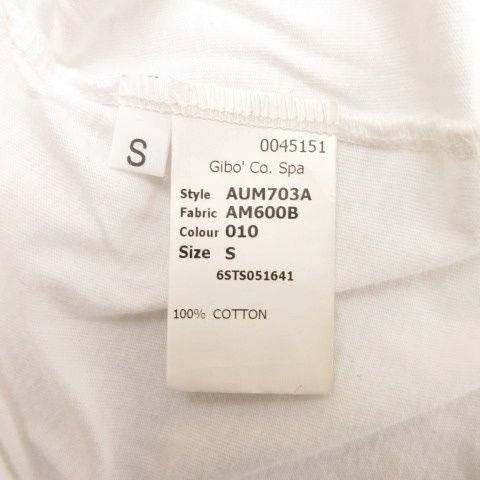 S
0045151
Gibo' Co. Spa
Style AUM703A
Fabric AM600B
Colour 010
Size S
6STS051641
100% COTTON